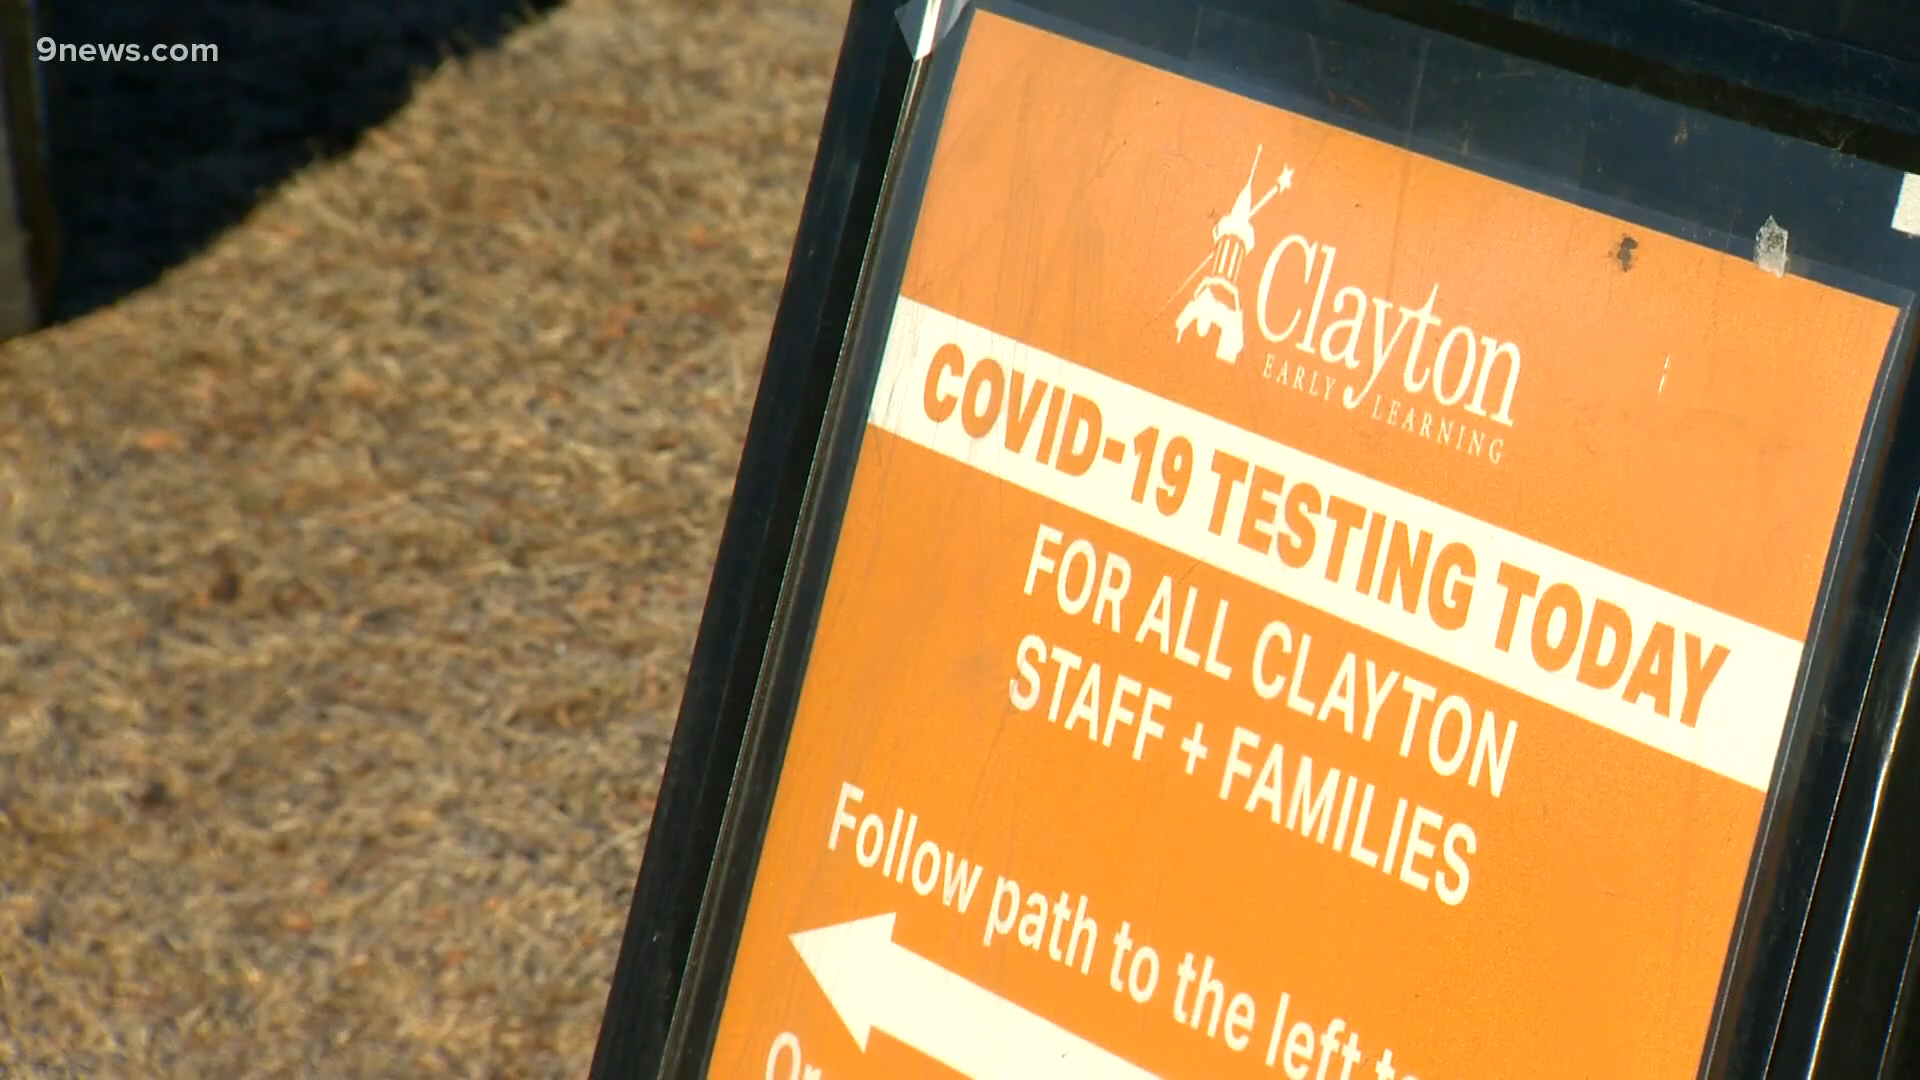 9news.com
Clayton
EARLY LEARNING
COVID-19 TESTING TODAY
FOR ALL CLAYTON
STAFF + FAMILIES
Follow path to the left
Or